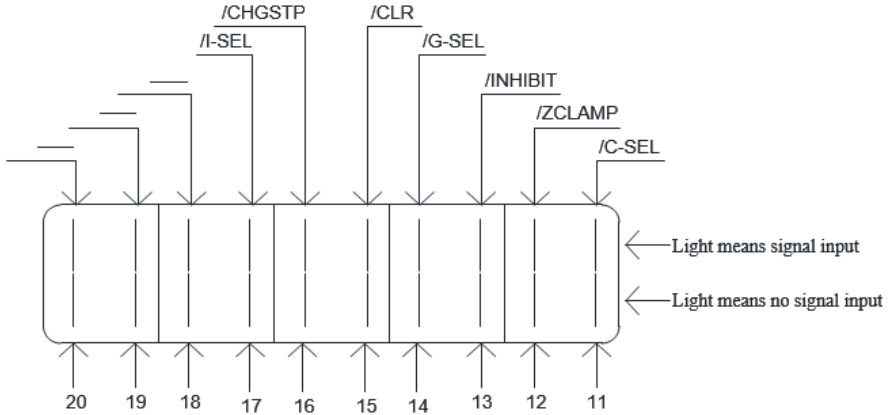 /CHGSTP
/CLR
/I-SEL
/G-SEL
/INHIBIT
/ZCLAMP
/C-SEL
Light means signal input
Light means no signal input
20 19 18 17 16 15 14 13 12 11